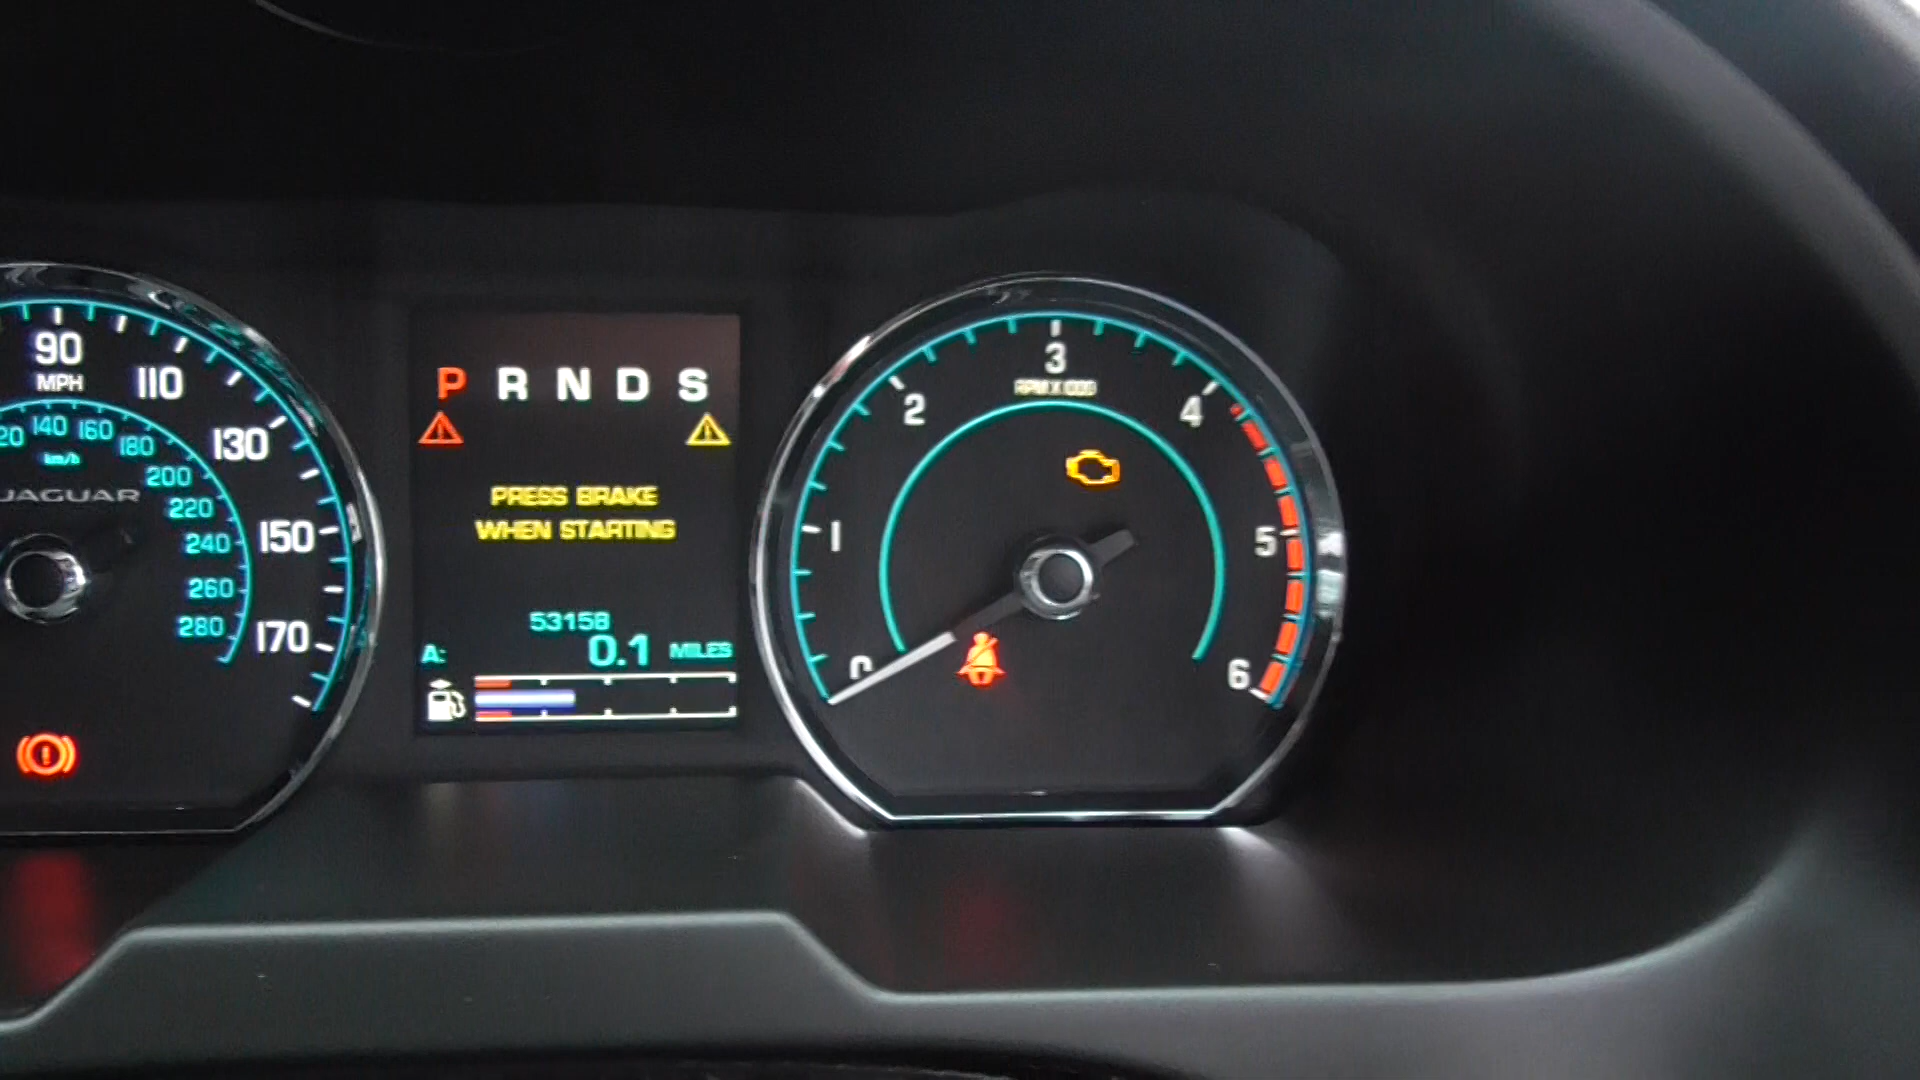 90
MPH
110
130
150
170
20 140 160 180 200 220 240 260 280
km/h
JAGUAR
P R N D S
PRESS BRAKE
WHEN STARTING
53158
A: 0.1 MILES
0 1 2 3 4 5 6
RPM X 1000